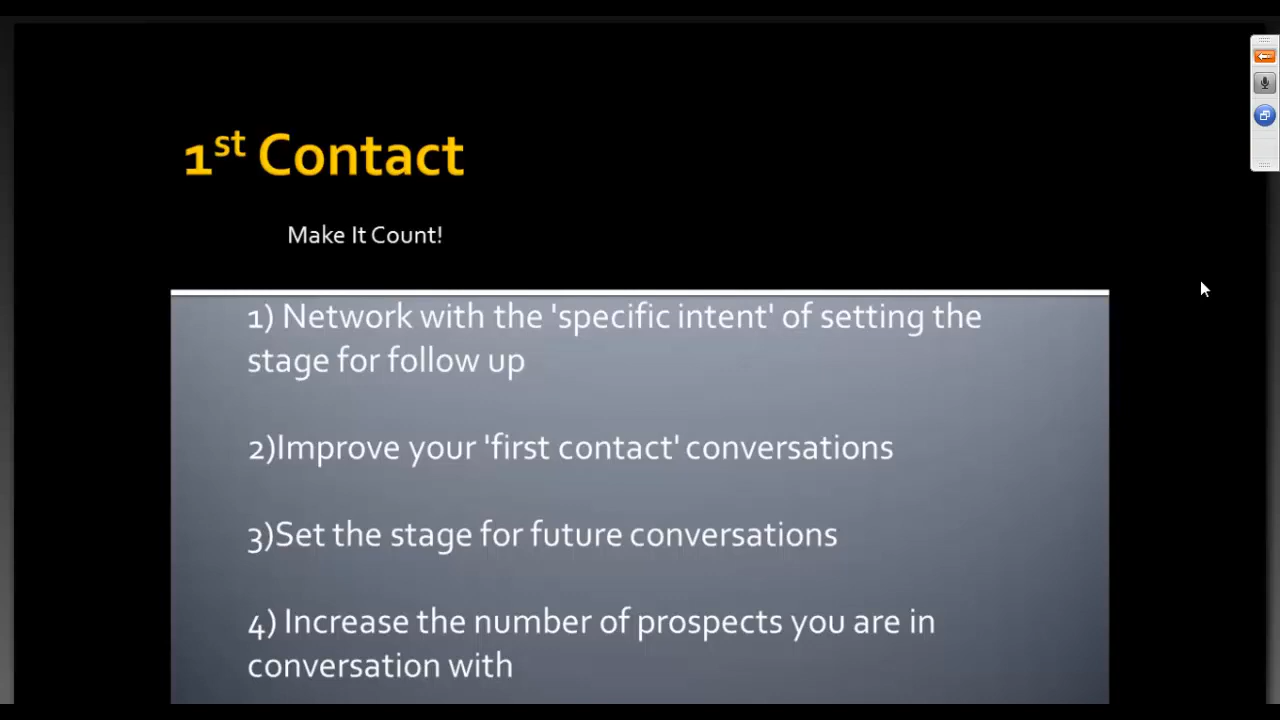 1st Contact
Make It Count!
1) Network with the 'specific intent' of setting the
stage for follow up
2)Improve your 'first contact' conversations
3)Set the stage for future conversations
4) Increase the number of prospects you are in
conversation with